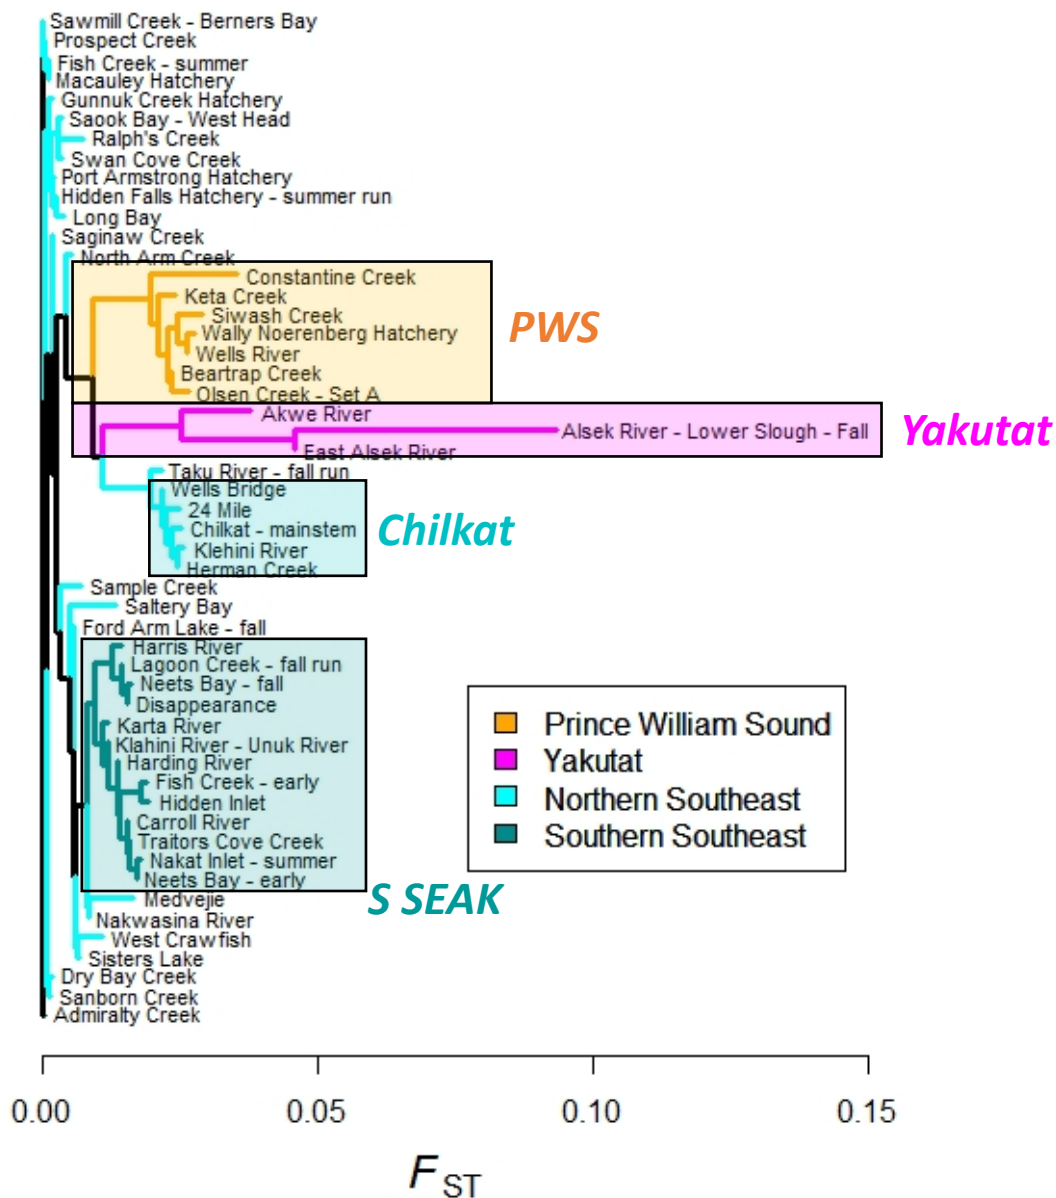 Sawmill Creek - Berners Bay
Prospect Creek
Fish Creek - summer
Macauley Hatchery
Gunnuk Creek Hatchery
Saook Bay - West Head
Ralph's Creek
Swan Cove Creek
Port Armstrong Hatchery
Hidden Falls Hatchery - summer run
Long Bay
Saginaw Creek
North Arm Creek
Constantine Creek
Keta Creek
Siwash Creek
Wally Noerenberg Hatchery
Wells River
Beartrap Creek
Olsen Creek - Set A
PWS
Akwe River
Alsek River - Lower Slough - Fall
East Alsek River
Yakutat
Taku River - fall run
Wells Bridge
24 Mile
Chilkat - mainstem
Klehini River
Herman Creek
Chilkat
Sample Creek
Saltery Bay
Ford Arm Lake - fall
Harris River
Lagoon Creek - fall run
Neets Bay - fall
Disappearance
Karta River
Klahini River - Unuk River
Harding River
Fish Creek - early
Hidden Inlet
Carroll River
Traitors Cove Creek
Nakat Inlet - summer
Neets Bay - early
S SEAK
Medvejie
Nakwasina River
West Crawfish
Sisters Lake
Dry Bay Creek
Sanborn Creek
Admiralty Creek
Prince William Sound
Yakutat
Northern Southeast
Southern Southeast
0.00 0.05 0.10 0.15
FST